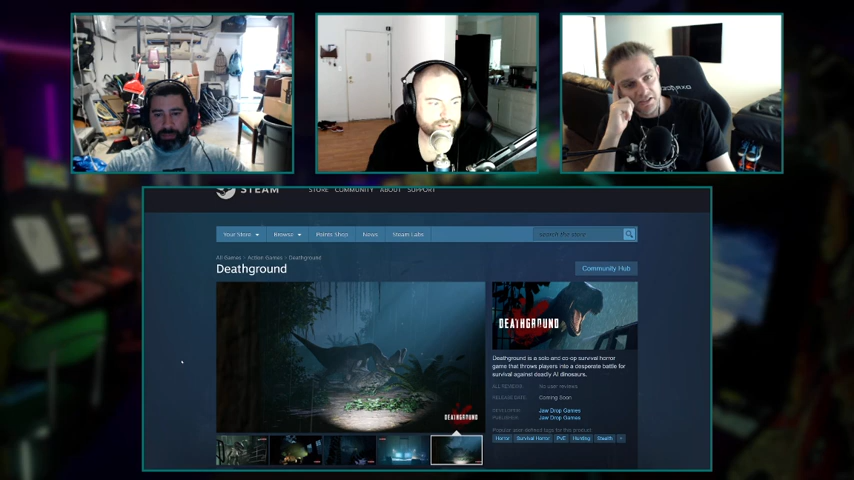 STEAM
STORE COMMUNITY ABOUT SUPPORT
Your Store Browse Points Shop News Steam Labs search the store
All Games > Action Games > Deathground
Deathground
Community Hub
DEATHGROUND
DEATHGROUND
Deathground is a solo and co-op survival horror
game that throws players into a desperate battle for
survival against deadly AI dinosaurs.
ALL REVIEWS: No user reviews
RELEASE DATE: Coming Soon
DEVELOPER: Jaw Drop Games
PUBLISHER: Jaw Drop Games
Popular user-defined tags for this product:
Horror Survival Horror PvE Hunting Stealth +